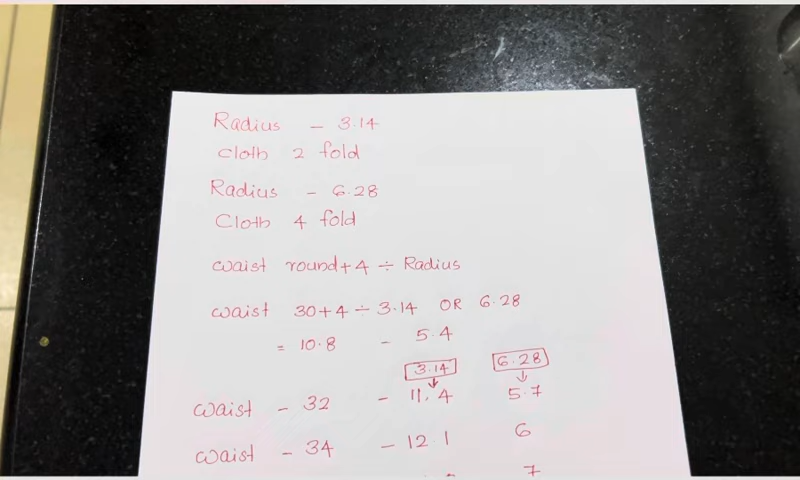 Radius - 3.14
Cloth 2 fold
Radius - 6.28
Cloth 4 fold
waist round+4 ÷ Radius
waist 30+4 ÷ 3.14 OR 6.28
= 10.8 - 5.4
3.14 6.28
waist - 32 - 11.4 5.7
waist - 34 - 12.1 6
7